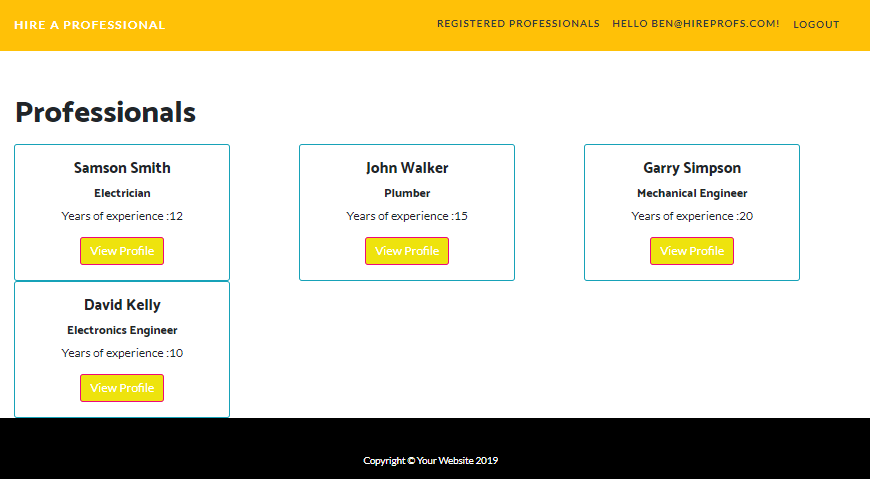 HIRE A PROFESSIONAL
REGISTERED PROFESSIONALS
HELLO BEN@HIREPROFS.COM!
LOGOUT
Professionals
Samson Smith
Electrician
Years of experience :12
View Profile
John Walker
Plumber
Years of experience :15
View Profile
Garry Simpson
Mechanical Engineer
Years of experience :20
View Profile
David Kelly
Electronics Engineer
Years of experience :10
View Profile
Copyright © Your Website 2019